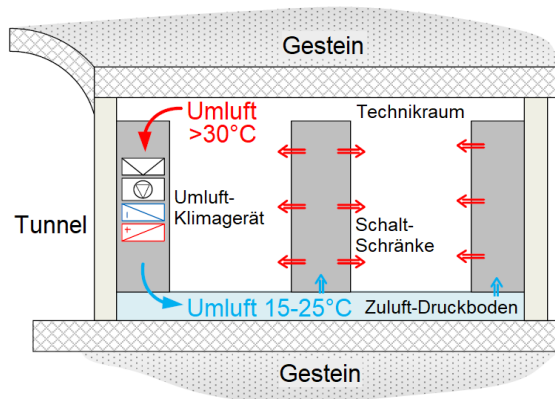 Gestein
Umluft
>30°C
Technikraum
Tunnel
Umluft-
Klimagerät
Schalt-
Schränke
Umluft 15-25°C
Zuluft-Druckboden
Gestein